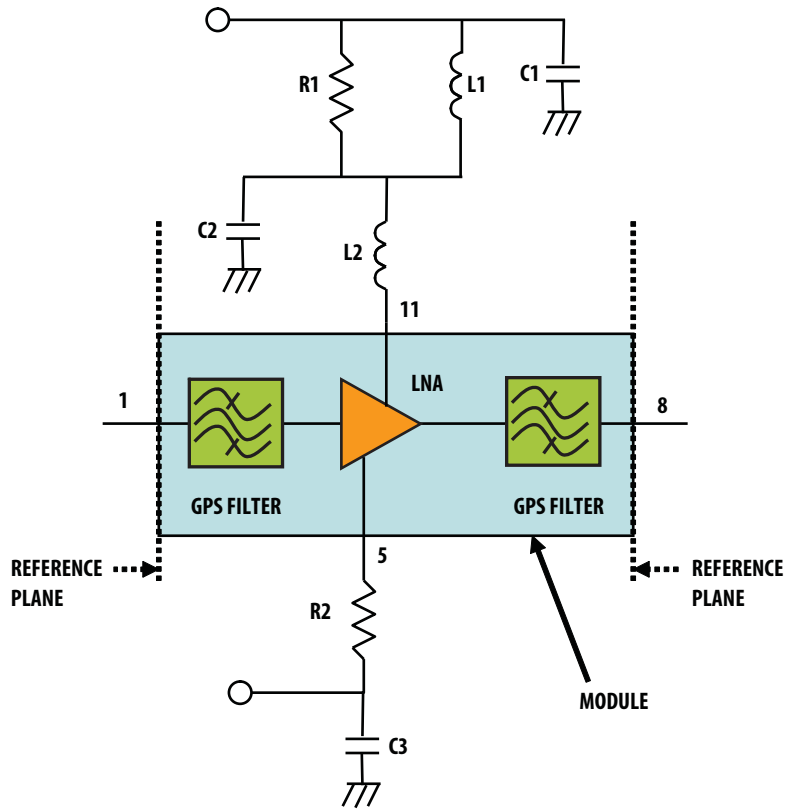 R1
L1
C1
C2
L2
11
LNA
1
8
GPS FILTER
GPS FILTER
5
REFERENCE
PLANE
REFERENCE
PLANE
R2
MODULE
C3